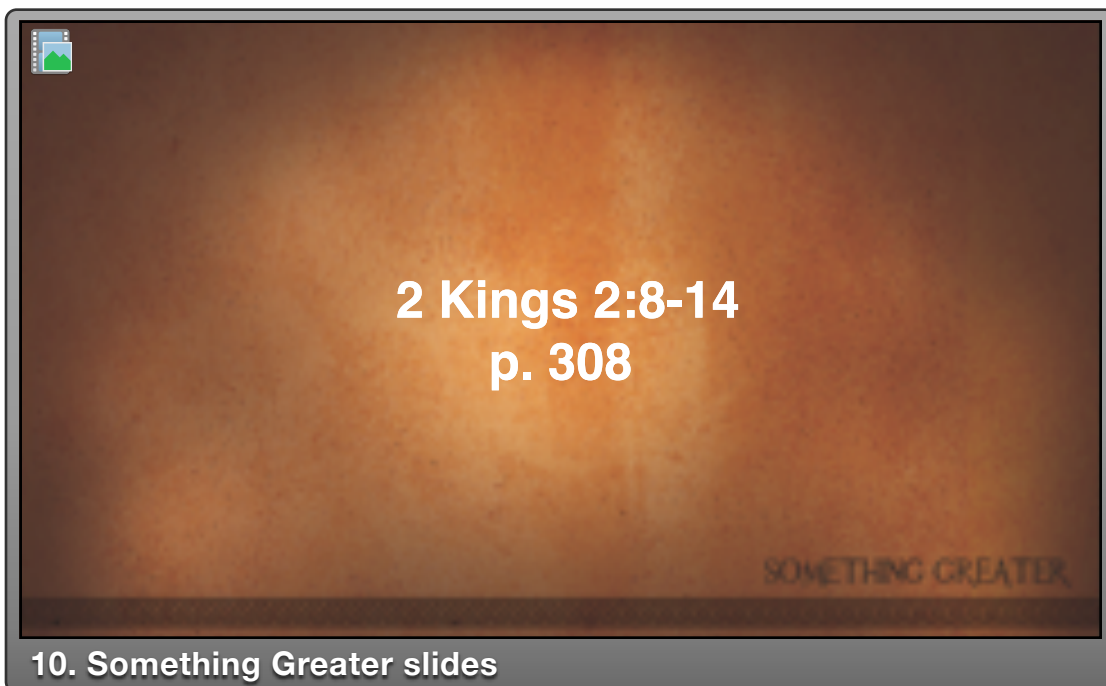 2 Kings 2:8-14
p. 308
SOMETHING GREATER
10. Something Greater slides